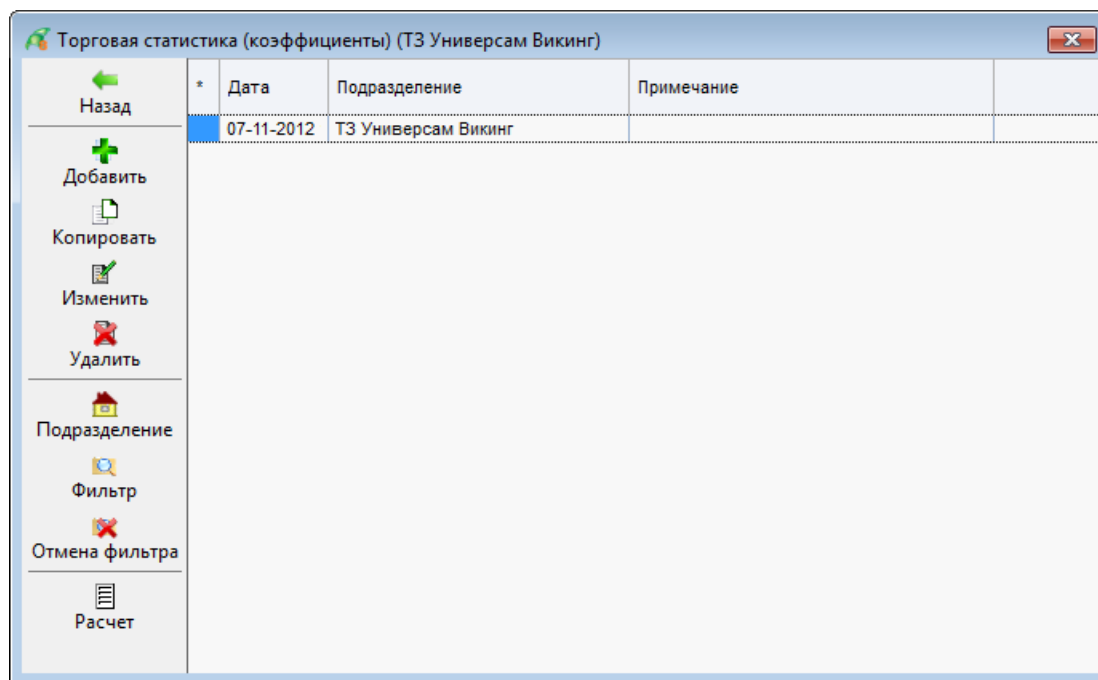 Торговая статистика (коэффициенты) (ТЗ Универсам Викинг)
Назад
* Дата Подразделение Примечание
07-11-2012 ТЗ Универсам Викинг
Добавить
Копировать
Изменить
Удалить
Подразделение
Фильтр
Отмена фильтра
Расчет